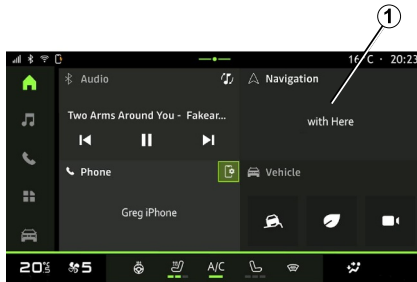 1
16°C · 20:23
Audio
Navigation
Two Arms Around You - Fakear...
with Here
Phone
Vehicle
Greg iPhone
20.5 5 A/C